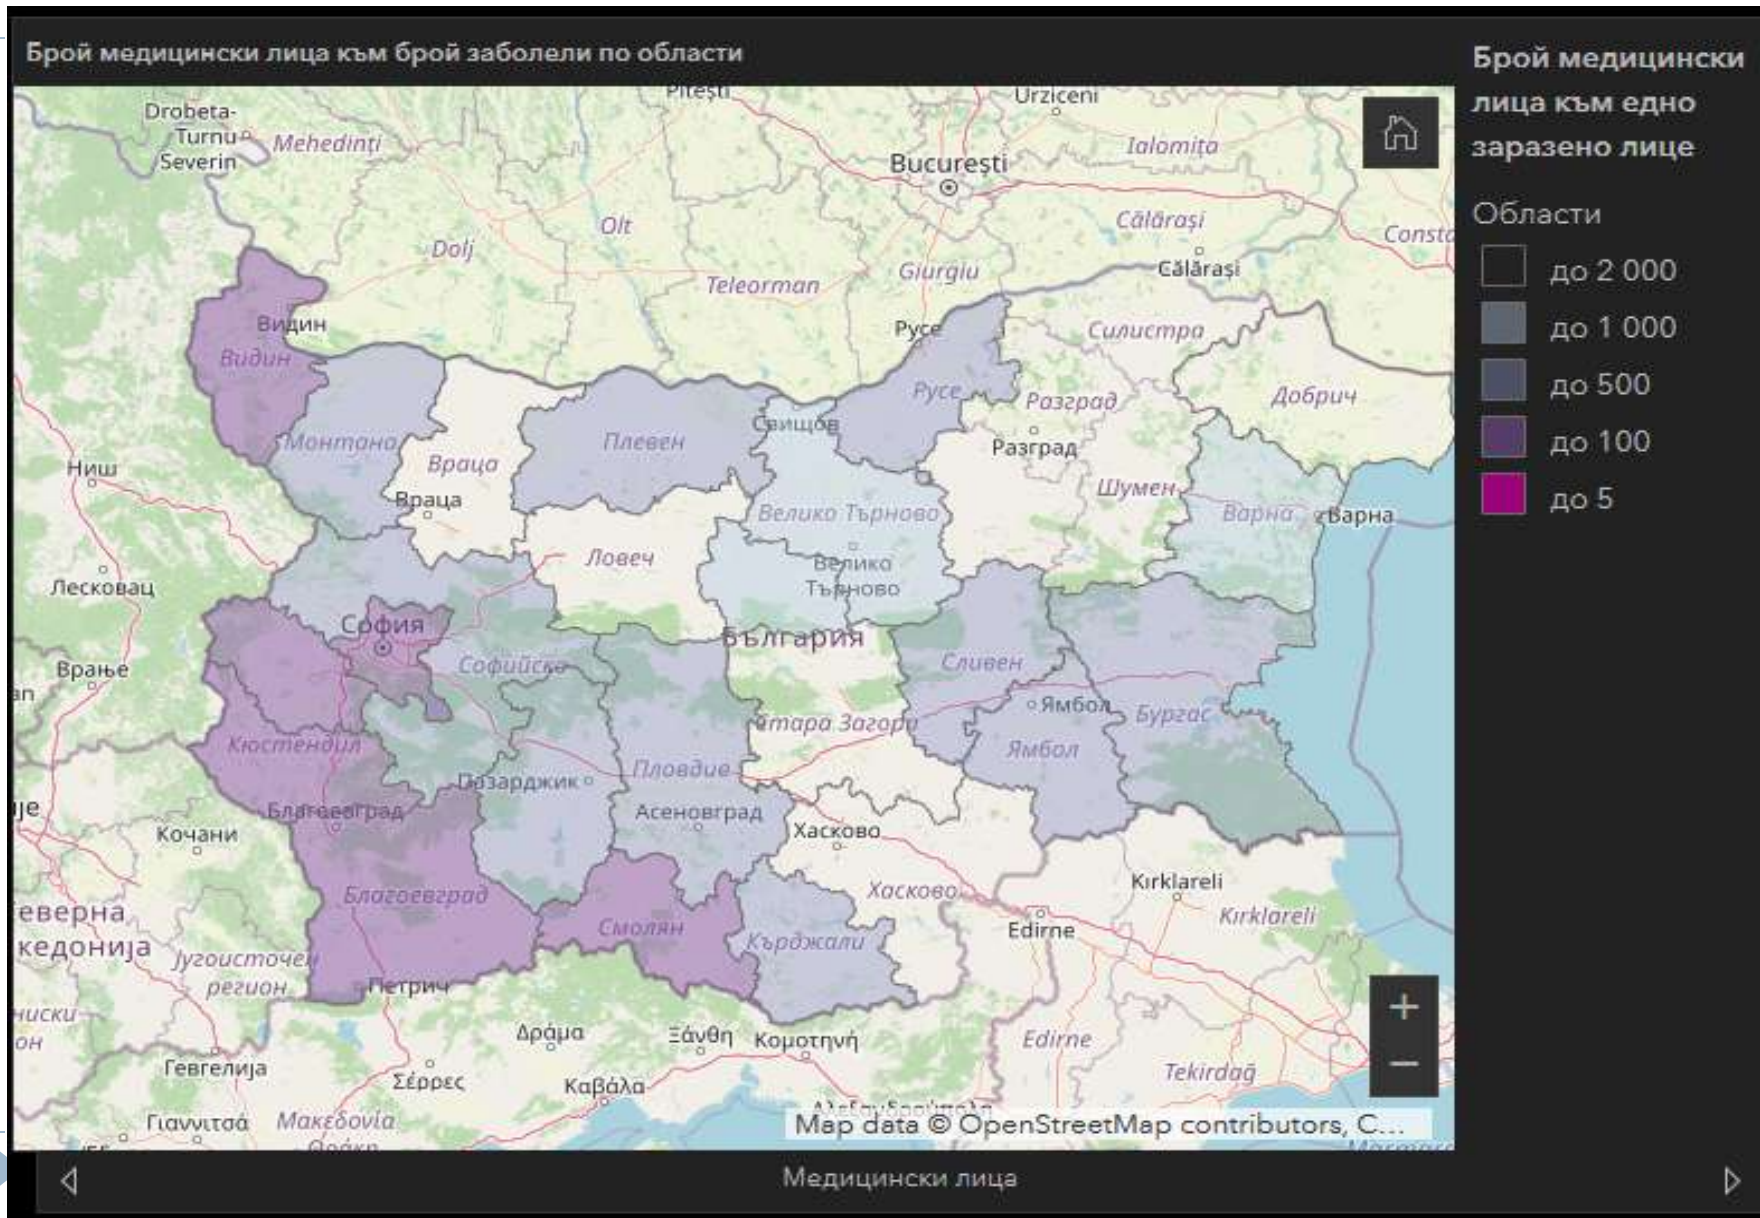 Брой медицински лица към брой заболели по области
Брой медицински
лица към едно
заразено лице
Области
до 2 000
до 1 000
до 500
до 100
до 5
Pitești
Urziceni
Drobeta-
Turnu
Severin
Mehedinți
Ialomița
București
Olt
Călărași
Dolj
Giurgiu
Teleorman
Călărași
Видин
Видин
Русе
Силистра
Русе
Разград
Добрич
Монтана
Плевен
Свищов
Враца
Разград
Ниш
Враца
Шумен
Велико Търново
Варна
Варна
Ловеч
Велико
Търново
Лесковац
София
България
Софийска
Сливен
Врање
Ямбол
Бургас
Кюстендил
Ямбол
Пловдив
Пазарджик
Благоевград
Асеновград
Хасково
Кочани
Благоевград
Хасково
Kırklareli
Kırklareli
Смолян
Edirne
Кърджали
Југоисточен
регион
Петрич
Δράμα
Ξάνθη
Κομοτηνή
Edirne
Гевгелија
Σέρρες
Καβάλα
Tekirdağ
Γιαννιτσά
Μακεδονία
Map data © OpenStreetMap contributors, C...
Медицински лица